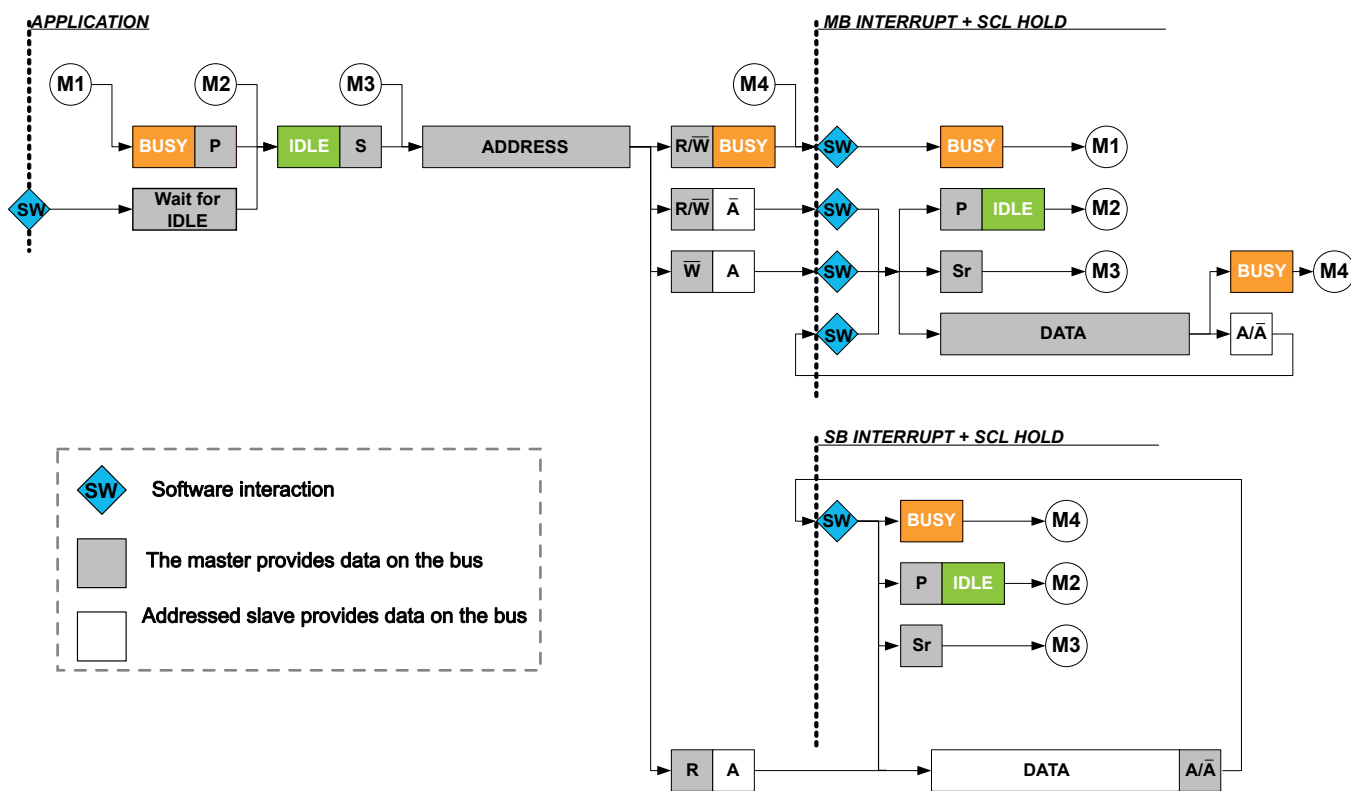 APPLICATION
MB INTERRUPT + SCL HOLD
M1
M2
M3
M4
BUSY P
IDLE S
ADDRESS
R/W̅ BUSY
SW
BUSY
M1
SW
Wait for
IDLE
R/W̅ A̅
SW
P IDLE
M2
W̅ A
SW
Sr
M3
BUSY
M4
SW
DATA
A/A̅
SB INTERRUPT + SCL HOLD
SW
Software interaction
The master provides data on the bus
Addressed slave provides data on the bus
SW
BUSY
M4
P IDLE
M2
Sr
M3
R A
DATA
A/A̅